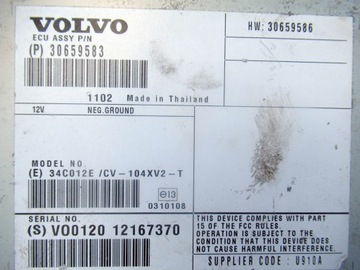 VOLVO
HW: 30659586
ECU ASSY P/N
(P) 30659583
1102 Made in Thailand
12V NEG.GROUND
MODEL NO.
(E) 34C012E /CV-104XV2-T
e13
0310108
SERIAL NO.
(S) VO0120 12167370
THIS DEVICE COMPLIES WITH PART
15 OF THE FCC RULES.
OPERATION IS SUBJECT TO THE
CONDITION THAT THIS DEVICE DOES
NOT CAUSE HARMFUL INTERFERENCE.
SUPPLIER CODE : U910A